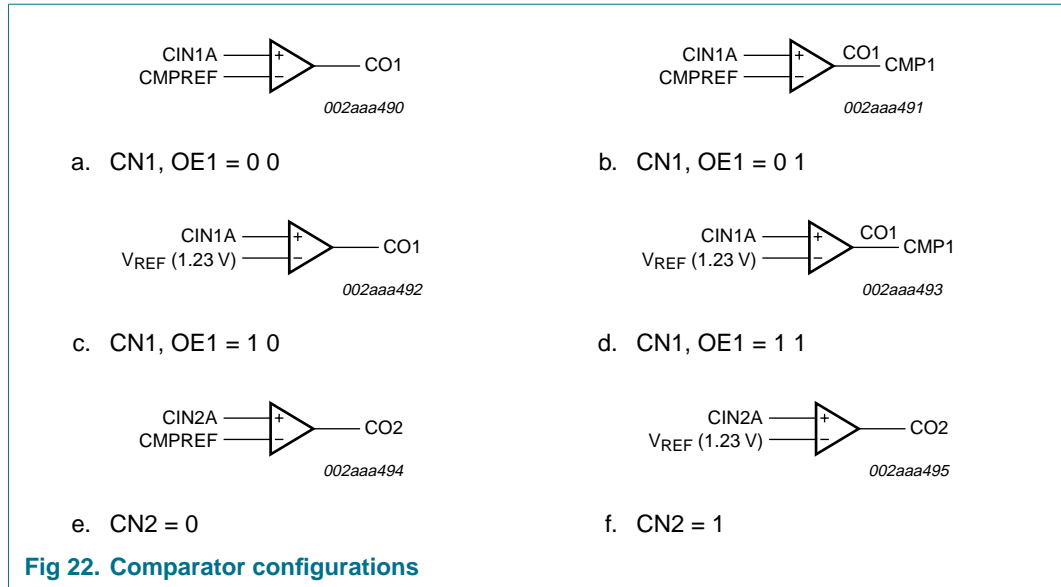 CIN1A
CMPREF
+
−
CO1
002aaa490
a. CN1, OE1 = 0 0
CIN1A
CMPREF
+
−
CO1
CMP1
002aaa491
b. CN1, OE1 = 0 1
CIN1A
VREF (1.23 V)
+
−
CO1
002aaa492
c. CN1, OE1 = 1 0
CIN1A
VREF (1.23 V)
+
−
CO1
CMP1
002aaa493
d. CN1, OE1 = 1 1
CIN2A
CMPREF
+
−
CO2
002aaa494
e. CN2 = 0
CIN2A
VREF (1.23 V)
+
−
CO2
002aaa495
f. CN2 = 1
Fig 22. Comparator configurations